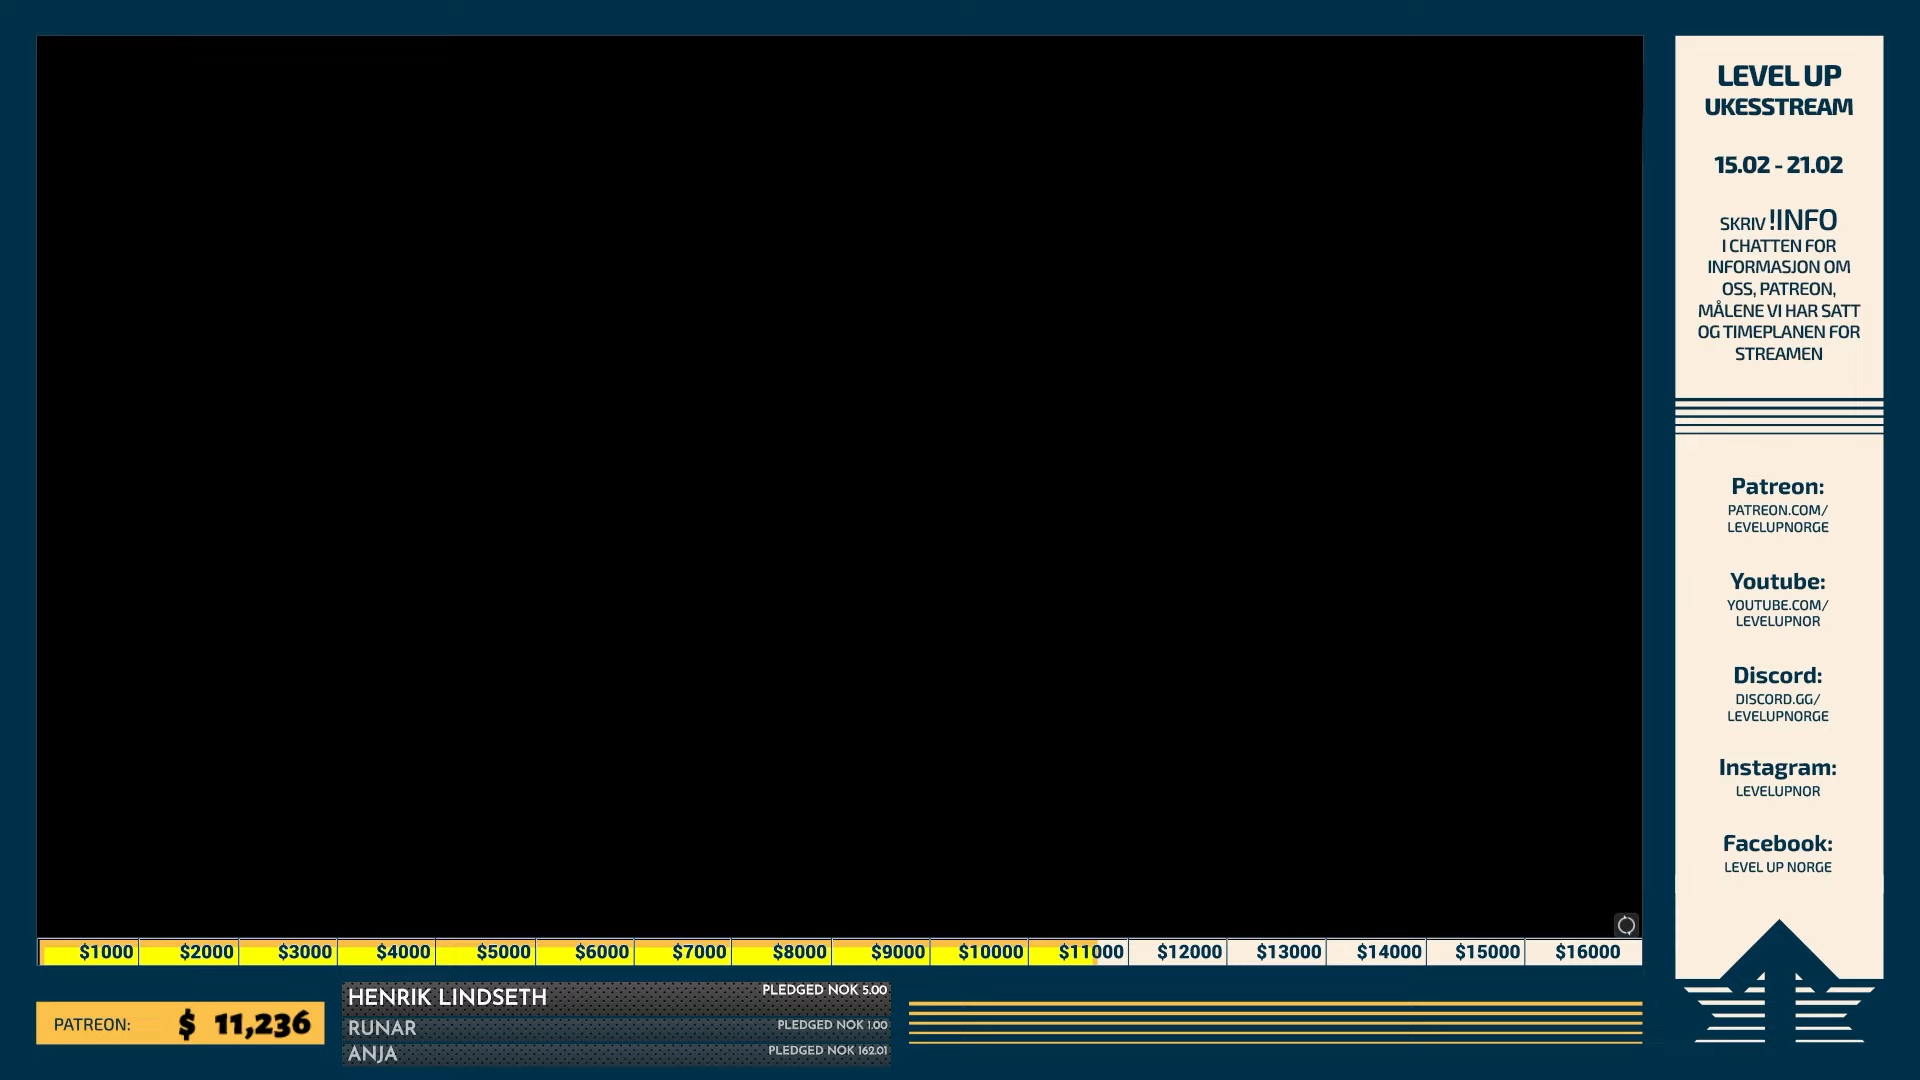 LEVEL UP
UKESSTREAM
15.02 - 21.02
SKRIV !INFO
I CHATTEN FOR
INFORMASJON OM
OSS, PATREON,
MÅLENE VI HAR SATT
OG TIMEPLANEN FOR
STREAMEN
Patreon:
PATREON.COM/
LEVELUPNORGE
Youtube:
YOUTUBE.COM/
LEVELUPNOR
Discord:
DISCORD.GG/
LEVELUPNORGE
Instagram:
LEVELUPNOR
Facebook:
LEVEL UP NORGE
$1000 $2000 $3000 $4000 $5000 $6000 $7000 $8000 $9000 $10000 $11000 $12000 $13000 $14000 $15000 $16000
PATREON: $ 11,236
HENRIK LINDSETH PLEDGED NOK 5.00
RUNAR PLEDGED NOK 1.00
ANJA PLEDGED NOK 162.01